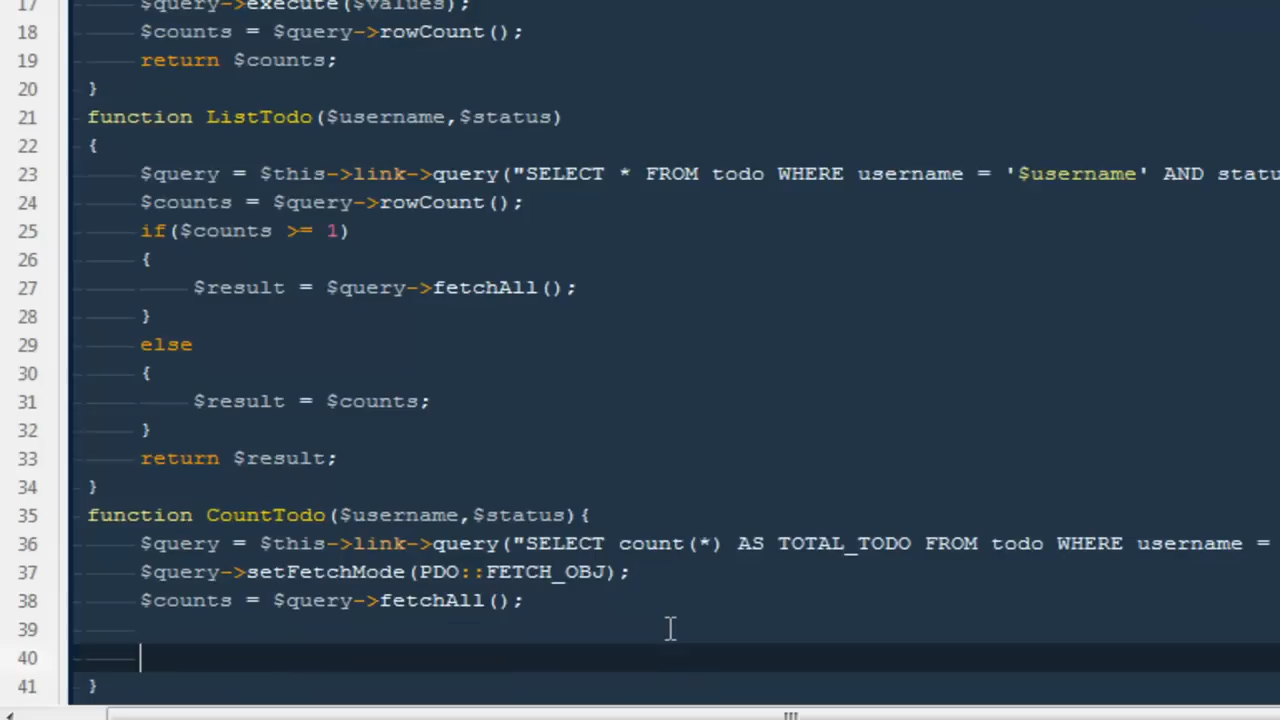 17 $query->execute($values);
18 $counts = $query->rowCount();
19 return $counts;
20 }
21 function ListTodo($username,$status)
22 {
23 $query = $this->link->query("SELECT * FROM todo WHERE username = '$username' AND statu
24 $counts = $query->rowCount();
25 if($counts >= 1)
26 {
27 $result = $query->fetchAll();
28 }
29 else
30 {
31 $result = $counts;
32 }
33 return $result;
34 }
35 function CountTodo($username,$status){
36 $query = $this->link->query("SELECT count(*) AS TOTAL_TODO FROM todo WHERE username =
37 $query->setFetchMode(PDO::FETCH_OBJ);
38 $counts = $query->fetchAll();
39
40
41 }